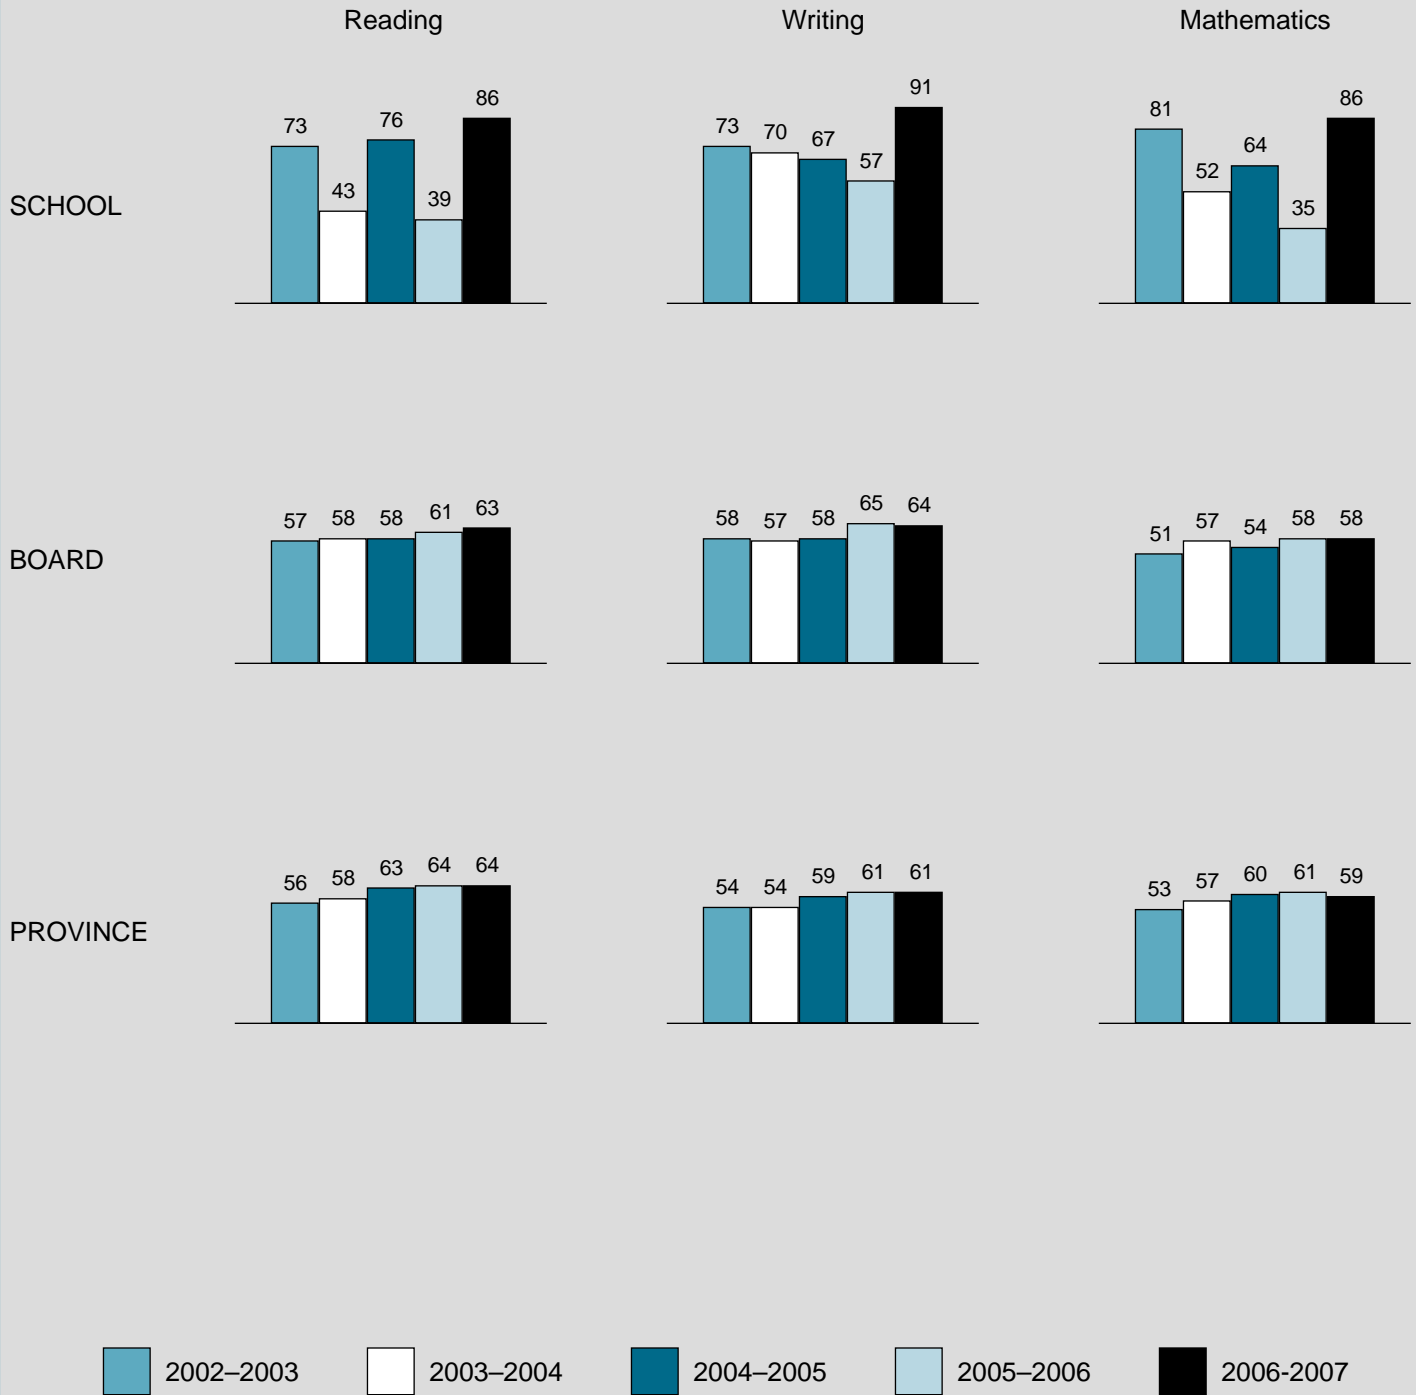 Reading Writing Mathematics
SCHOOL
73 43 76 39 86
73 70 67 57 91
81 52 64 35 86
BOARD
57 58 58 61 63
58 57 58 65 64
51 57 54 58 58
PROVINCE
56 58 63 64 64
54 54 59 61 61
53 57 60 61 59
2002–2003 2003–2004 2004–2005 2005–2006 2006-2007